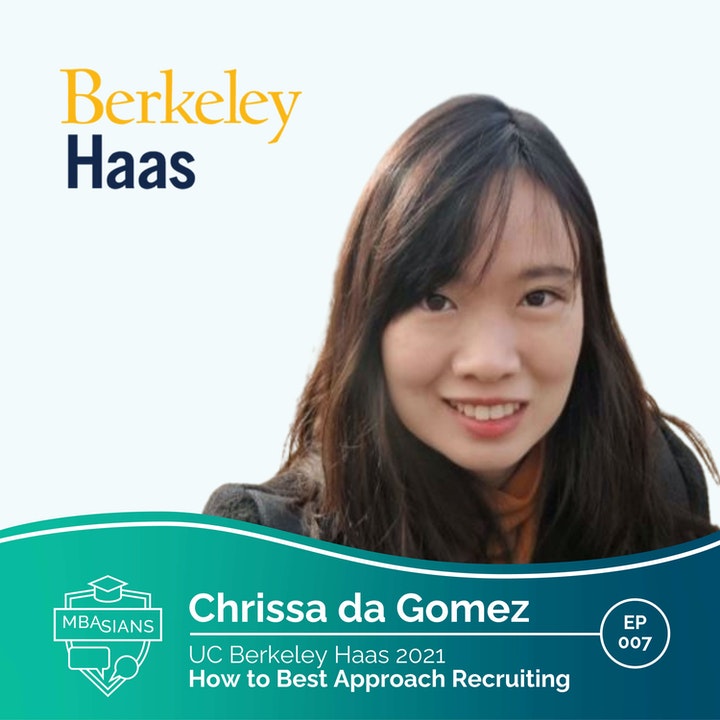 Berkeley
Haas
MBASIANS
Chrissa da Gomez
EP
007
UC Berkeley Haas 2021
How to Best Approach Recruiting